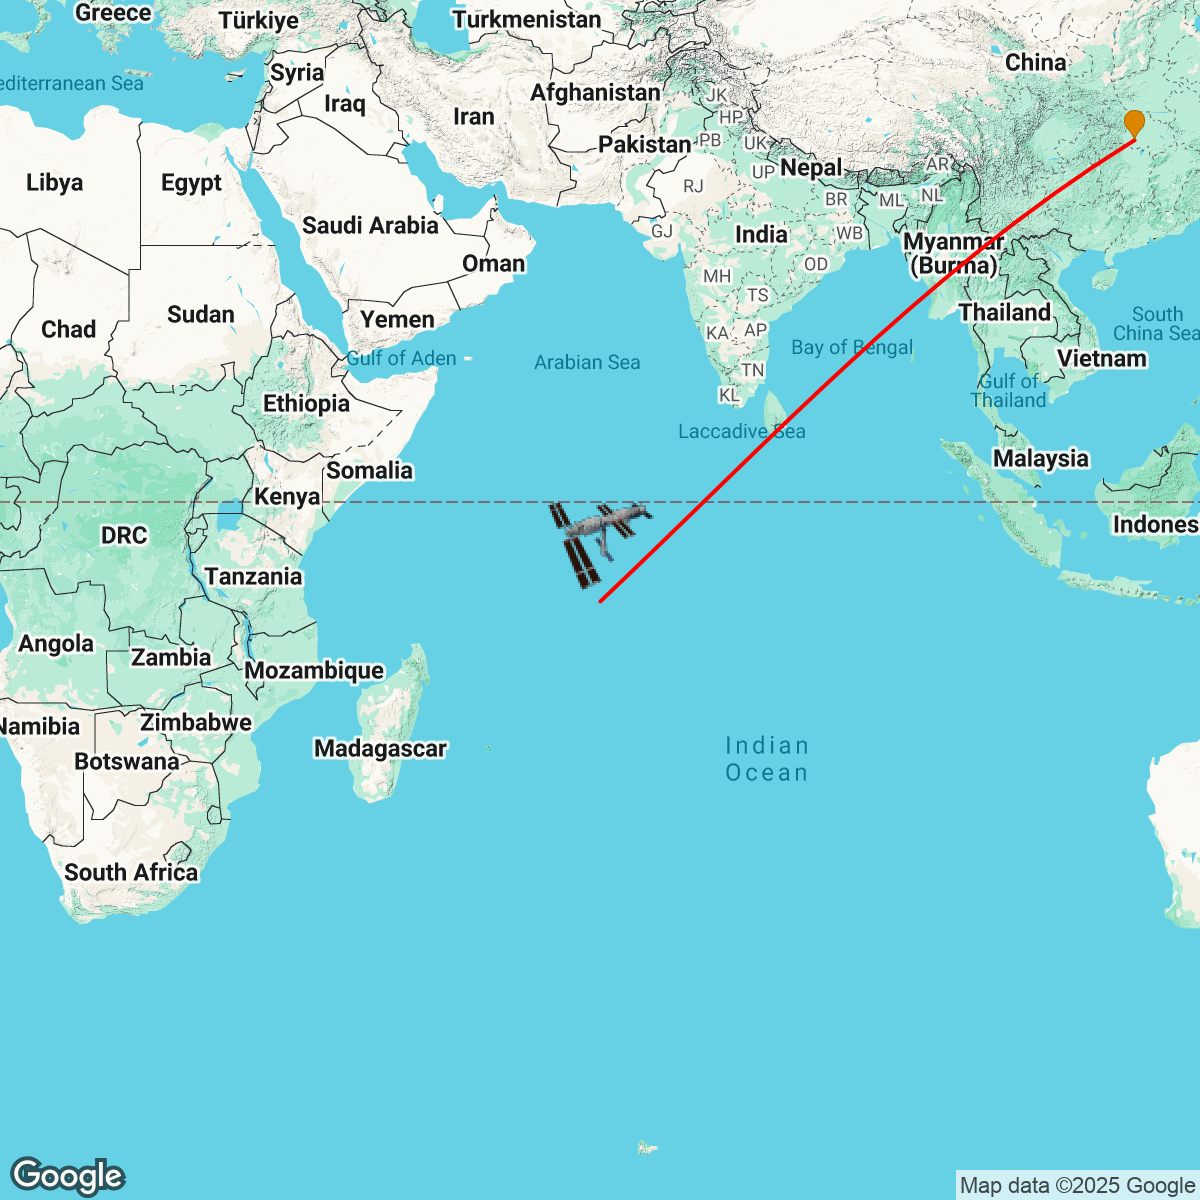 Greece
Türkiye
Turkmenistan
China
Syria
Mediterranean Sea
Afghanistan
JK
Iraq
Iran
HP
PB
Pakistan
UK
Nepal
AR
UP
Libya
Egypt
RJ
BR
ML
NL
Saudi Arabia
GJ
India
WB
Myanmar
(Burma)
Oman
OD
MH
TS
Sudan
Yemen
Thailand
South
China Sea
Chad
KA
AP
Bay of Bengal
Gulf of Aden
Arabian Sea
Vietnam
TN
Gulf of
Thailand
KL
Ethiopia
Laccadive Sea
Somalia
Malaysia
Kenya
DRC
Indones
Tanzania
Angola
Zambia
Mozambique
Namibia
Zimbabwe
Madagascar
Indian
Ocean
Botswana
South Africa
Google
Map data ©2025 Google